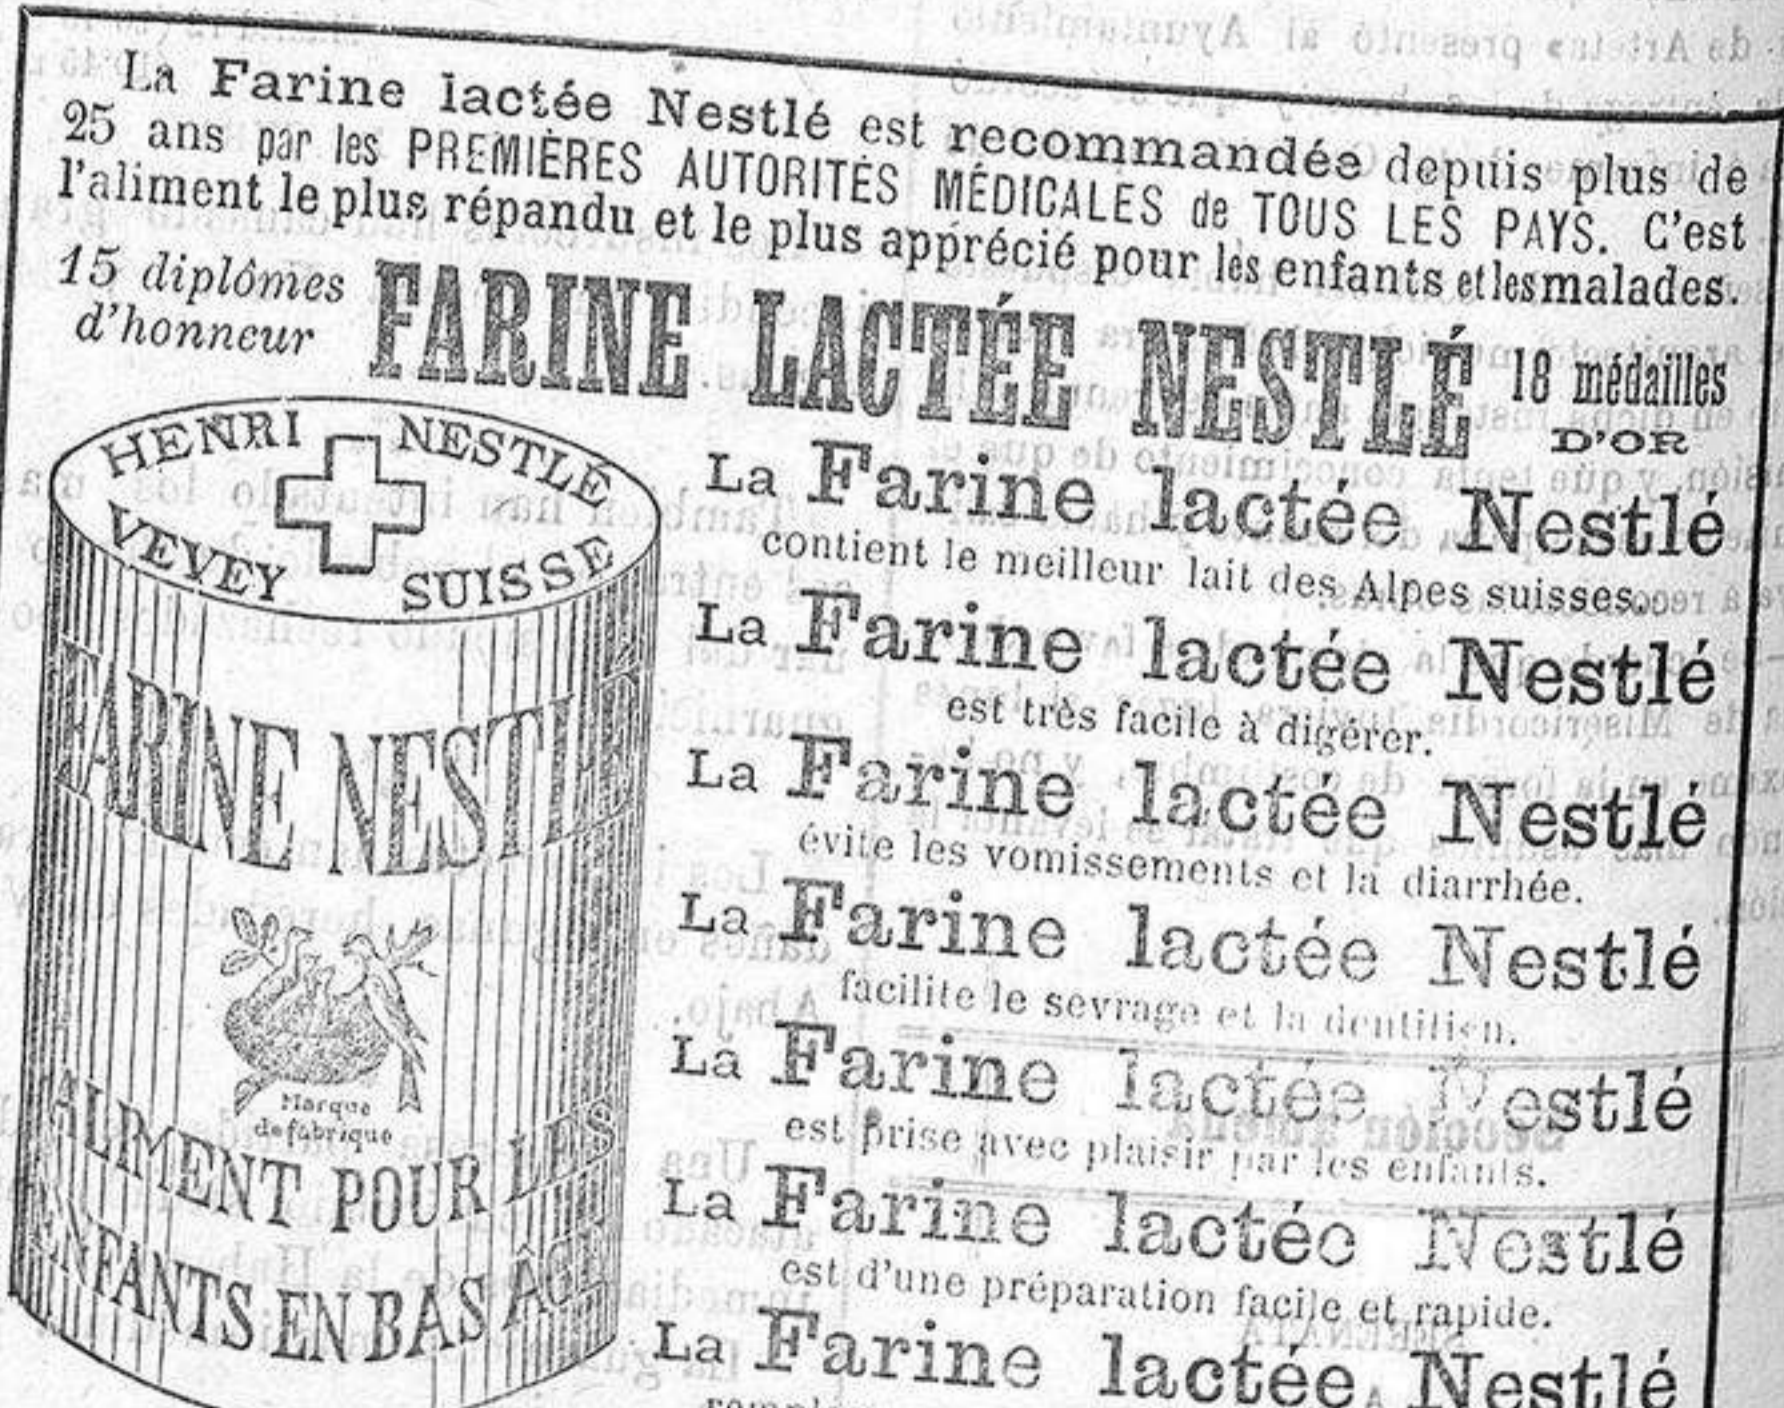 La Farine lactée Nestlé est recommandée depuis plus de
25 ans par les PREMIÈRES AUTORITÉS MÉDICALES de TOUS LES PAYS. C'est
l'aliment le plus répandu et le plus apprécié pour les enfants et les malades.
15 diplômes
d'honneur
FARINE LACTÉE NESTLÉ
18 médailles
D'OR
HENRI NESTLÉ
VEVEY SUISSE
FARINE NESTLÉ
Marque
de fabrique
ALIMENT POUR LES
ENFANTS EN BAS ÂGE
La Farine lactée Nestlé
contient le meilleur lait des Alpes suisses.
La Farine lactée Nestlé
est très facile à digérer.
La Farine lactée Nestlé
évite les vomissements et la diarrhée.
La Farine lactée Nestlé
facilite le sevrage et la dentition.
La Farine lactée Nestlé
est prise avec plaisir par les enfants.
La Farine lactée Nestlé
est d'une préparation facile et rapide.
La Farine lactée Nestlé